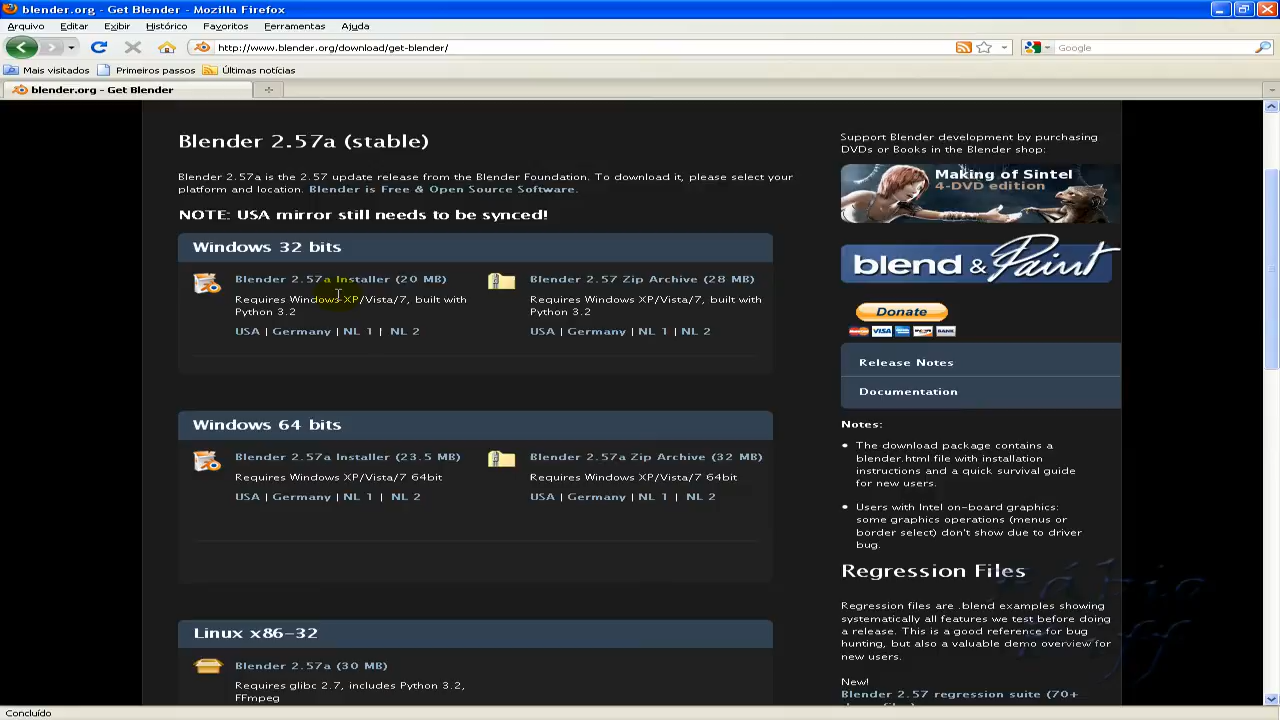 blender.org - Get Blender - Mozilla Firefox
Arquivo Editar Exibir Histórico Favoritos Ferramentas Ajuda
http://www.blender.org/download/get-blender/
Google
Mais visitados Primeiros passos Últimas notícias
blender.org - Get Blender
Blender 2.57a (stable)
Blender 2.57a is the 2.57 update release from the Blender Foundation. To download it, please select your
platform and location. Blender is Free & Open Source Software.
NOTE: USA mirror still needs to be synced!
Windows 32 bits
Blender 2.57a Installer (20 MB)
Requires Windows XP/Vista/7, built with
Python 3.2
USA | Germany | NL 1 | NL 2
Blender 2.57 Zip Archive (28 MB)
Requires Windows XP/Vista/7, built with
Python 3.2
USA | Germany | NL 1 | NL 2
Windows 64 bits
Blender 2.57a Installer (23.5 MB)
Requires Windows XP/Vista/7 64bit
USA | Germany | NL 1 | NL 2
Blender 2.57a Zip Archive (32 MB)
Requires Windows XP/Vista/7 64bit
USA | Germany | NL 1 | NL 2
Linux x86-32
Blender 2.57a (30 MB)
Requires glibc 2.7, includes Python 3.2,
FFmpeg
Support Blender development by purchasing
DVDs or Books in the Blender shop:
Making of Sintel
4-DVD edition
blend & Paint
Donate
VISA
BANK
Release Notes
Documentation
Notes:
The download package contains a
blender.html file with installation
instructions and a quick survival guide
for new users.
Users with Intel on-board graphics:
some graphics operations (menus or
border select) don't show due to driver
bug.
Regression Files
Regression files are .blend examples showing
systematically all features we test before doing
a release. This is a good reference for bug
hunting, but also a valuable demo overview for
new users.
New!
Blender 2.57 regression suite (70+
Concluído